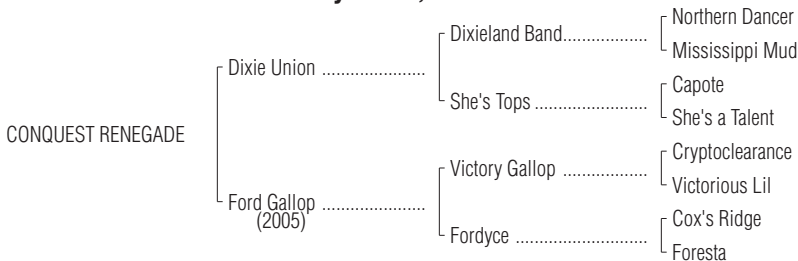 Northern Dancer
Dixieland Band..................
Mississippi Mud
Dixie Union ......................
Capote
She's Tops ........................
She's a Talent
CONQUEST RENEGADE
Cryptoclearance
Victory Gallop ..................
Victorious Lil
Ford Gallop .......................
(2005)
Cox's Ridge
Fordyce ............................
Foresta